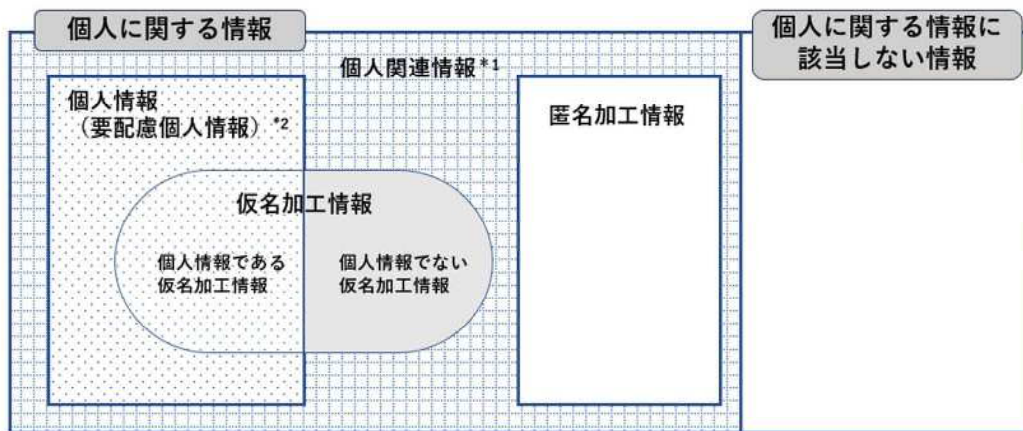 個人に関する情報
個人に関する情報に
該当しない情報
個人関連情報*1
個人情報
（要配慮個人情報）*2
匿名加工情報
仮名加工情報
個人情報である
仮名加工情報
個人情報でない
仮名加工情報